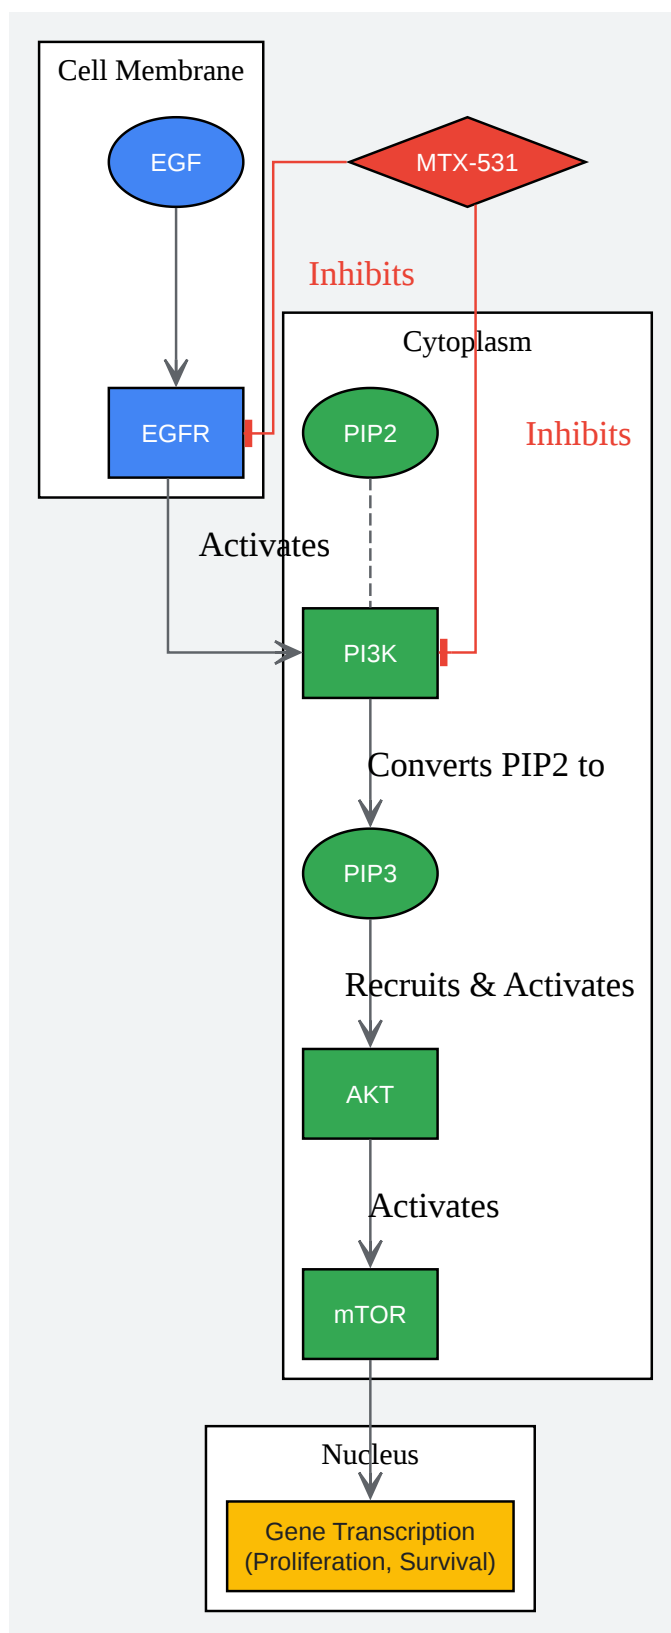 Cell Membrane
EGF
MTX-531
Inhibits
Cytoplasm
EGFR
PIP2
Inhibits
Activates
PI3K
Converts PIP2 to
PIP3
Recruits & Activates
AKT
Activates
mTOR
Nucleus
Gene Transcription
(Proliferation, Survival)